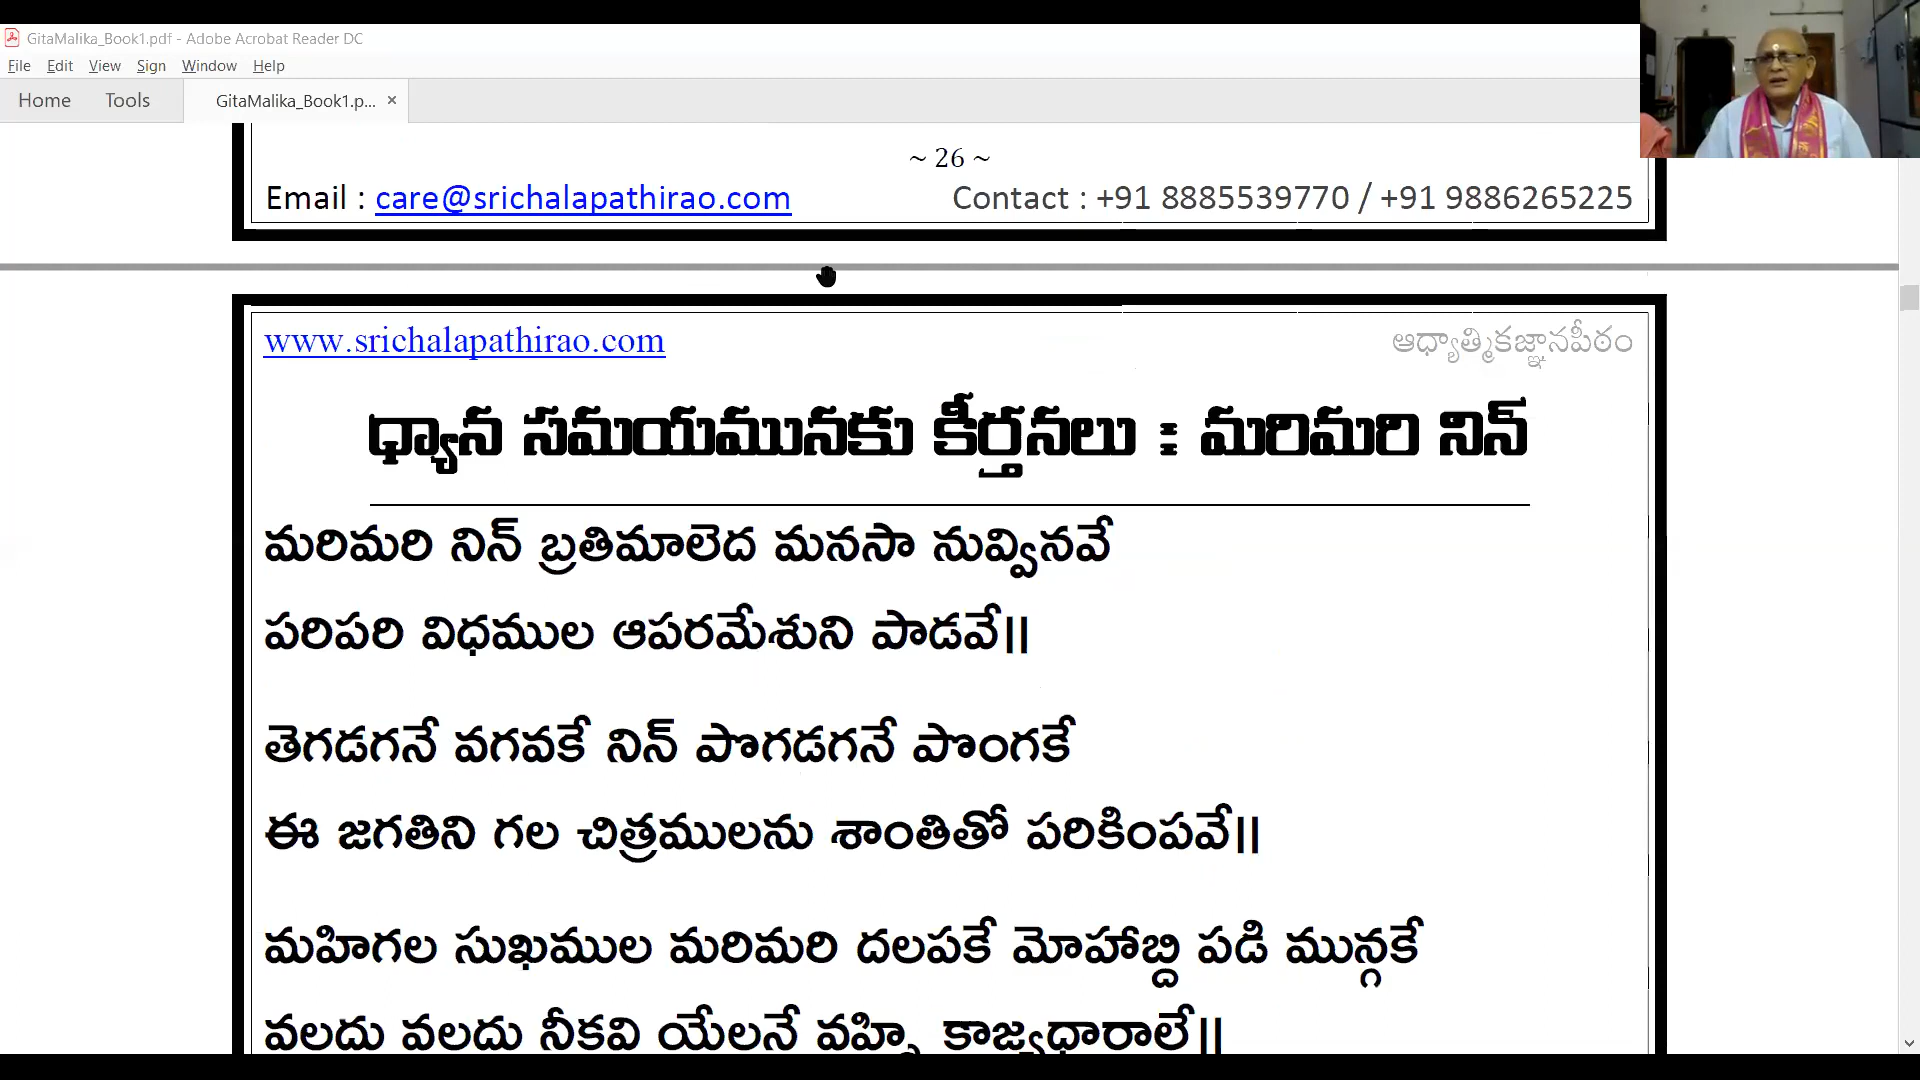 GitaMalika_Book1.pdf - Adobe Acrobat Reader DC
File Edit View Sign Window Help
Home Tools GitaMalika_Book1.p... ×
~ 26 ~
Email : care@srichalapathirao.com Contact : +91 8885539770 / +91 9886265225
www.srichalapathirao.com ఆధ్యాత్మికజ్ఞానపీఠం
ధ్యాన సమయమునకు కీర్తనలు : మరిమరి నిన్
మరిమరి నిన్ బ్రతిమాలెద మనసా నువ్వినవే
పరిపరి విధముల ఆపరమేశుని పాడవే||
తెగడగనే వగవకే నిన్ పొగడగనే పొంగకే
ఈ జగతిని గల చిత్రములను శాంతితో పరికింపవే||
మహిగల సుఖముల మరిమరి దలపకే మోహాబ్ది పడి మున్గకే
వలదు వలదు నీకవి యేలనే వహ్ని కాజ్యధారాలే||